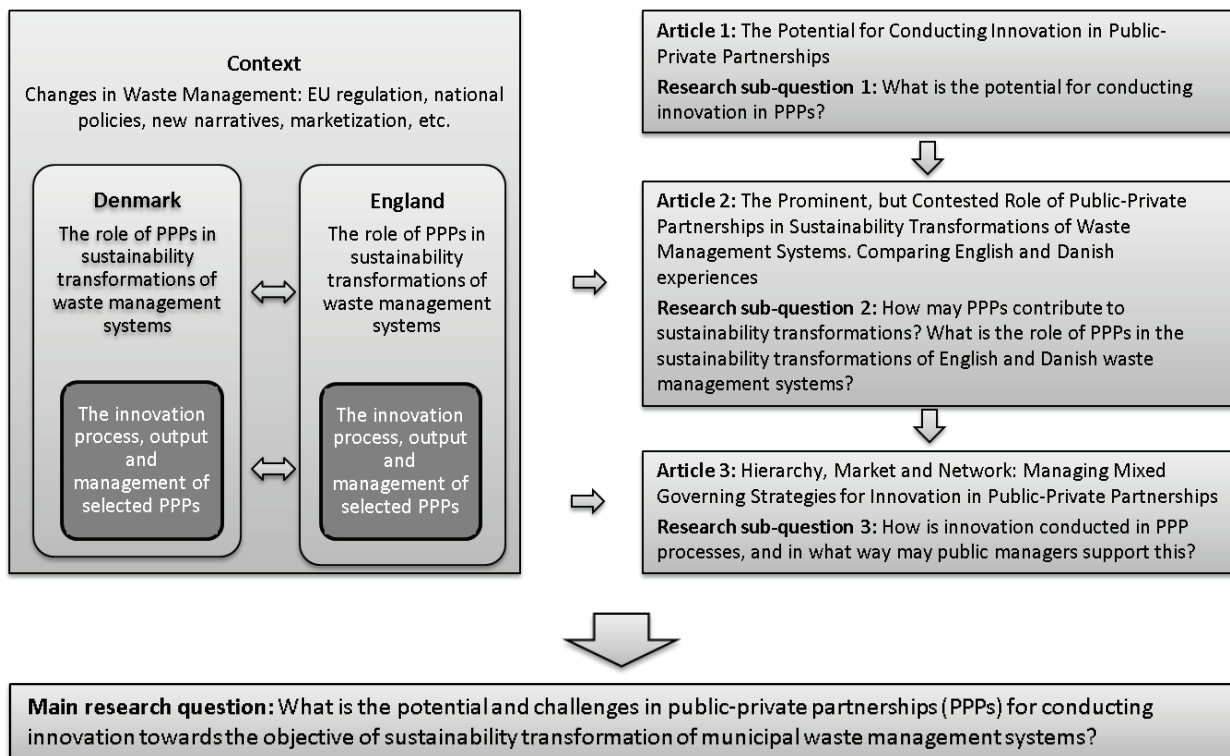 Context
Changes in Waste Management: EU regulation, national
policies, new narratives, marketization, etc.
Denmark
The role of PPPs in
sustainability
transformations of
waste management
systems
The innovation
process, output
and
management of
selected PPPs
England
The role of PPPs in
sustainability
transformations of
waste management
systems
The innovation
process, output
and
management of
selected PPPs
Article 1: The Potential for Conducting Innovation in Public-
Private Partnerships
Research sub-question 1: What is the potential for conducting
innovation in PPPs?
Article 2: The Prominent, but Contested Role of Public-Private
Partnerships in Sustainability Transformations of Waste
Management Systems. Comparing English and Danish
experiences
Research sub-question 2: How may PPPs contribute to
sustainability transformations? What is the role of PPPs in the
sustainability transformations of English and Danish waste
management systems?
Article 3: Hierarchy, Market and Network: Managing Mixed
Governing Strategies for Innovation in Public-Private Partnerships
Research sub-question 3: How is innovation conducted in PPP
processes, and in what way may public managers support this?
Main research question: What is the potential and challenges in public-private partnerships (PPPs) for conducting
innovation towards the objective of sustainability transformation of municipal waste management systems?